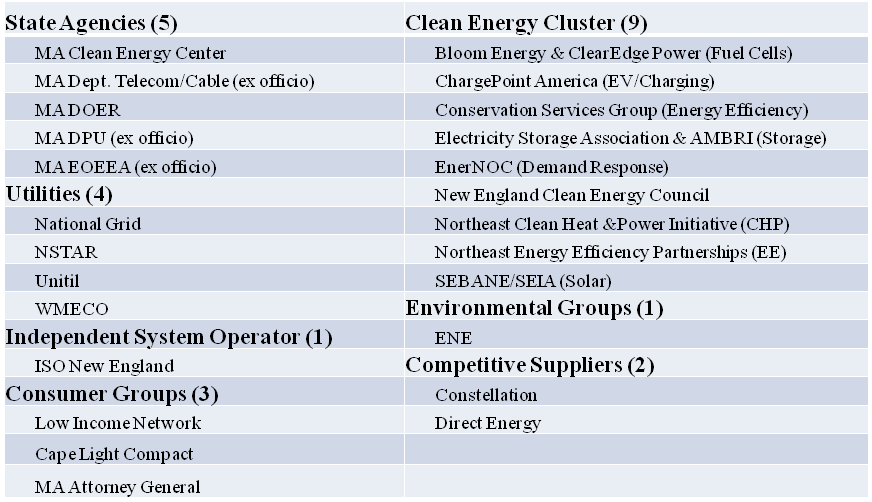 State Agencies (5)
MA Clean Energy Center
MA Dept. Telecom/Cable (ex officio)
MA DOER
MA DPU (ex officio)
MA EOEEA (ex officio)
Utilities (4)
National Grid
NSTAR
Unitil
WMECO
Independent System Operator (1)
ISO New England
Consumer Groups (3)
Low Income Network
Cape Light Compact
MA Attorney General
Clean Energy Cluster (9)
Bloom Energy & ClearEdge Power (Fuel Cells)
ChargePoint America (EV/Charging)
Conservation Services Group (Energy Efficiency)
Electricity Storage Association & AMBRI (Storage)
EnerNOC (Demand Response)
New England Clean Energy Council
Northeast Clean Heat &Power Initiative (CHP)
Northeast Energy Efficiency Partnerships (EE)
SEBANE/SEIA (Solar)
Environmental Groups (1)
ENE
Competitive Suppliers (2)
Constellation
Direct Energy